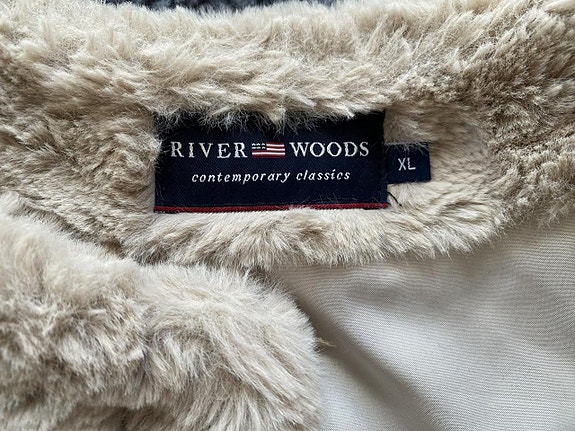 RIVER WOODS
contemporary classics
XL